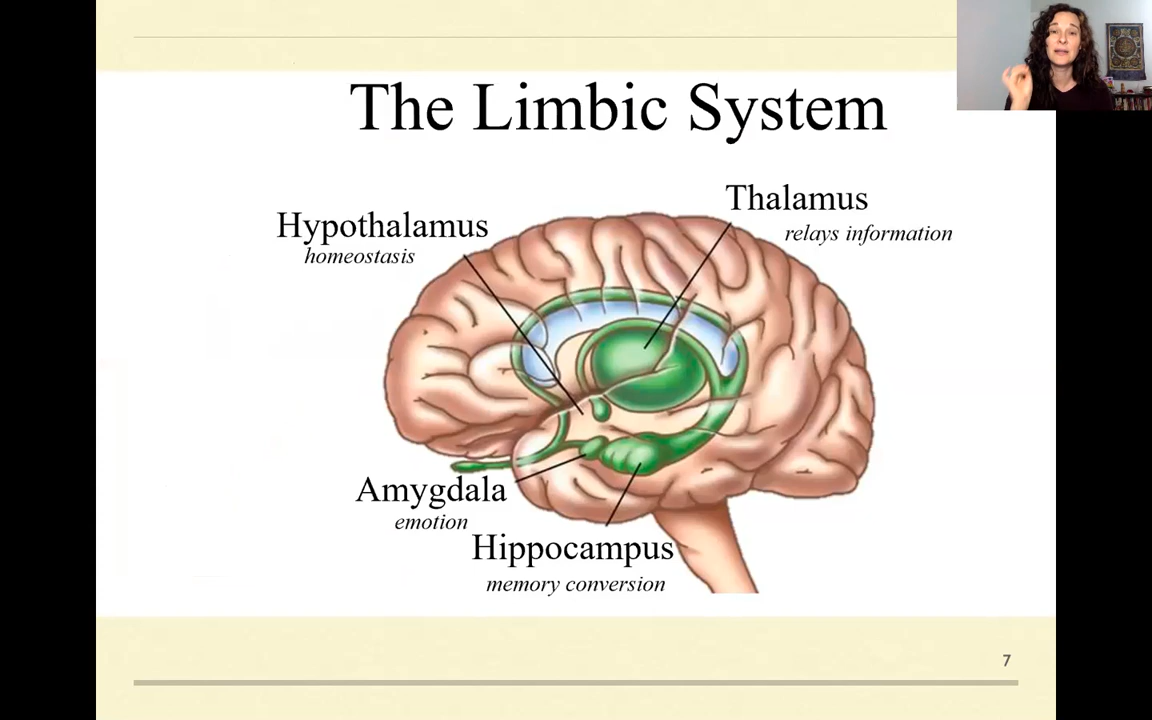 The Limbic System
Thalamus
relays information
Hypothalamus
homeostasis
Amygdala
emotion
Hippocampus
memory conversion
7